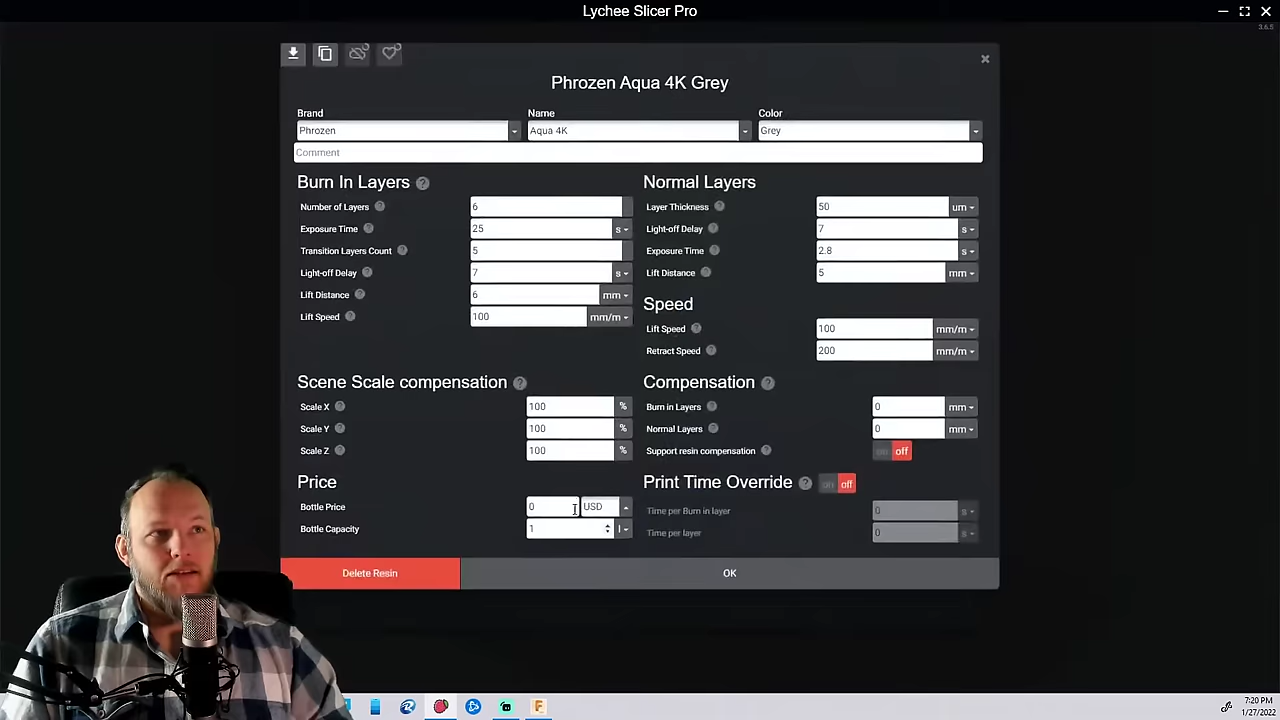 Lychee Slicer Pro
3.6.5
Phrozen Aqua 4K Grey
Brand
Name
Color
Phrozen
Aqua 4K
Grey
Comment
Burn In Layers ?
Number of Layers ? 6
Exposure Time ? 25 s
Transition Layers Count ? 5
Light-off Delay ? 7 s
Lift Distance ? 6 mm
Lift Speed ? 100 mm/m
Normal Layers
Layer Thickness ? 50 um
Light-off Delay ? 7 s
Exposure Time ? 2.8 s
Lift Distance ? 5 mm
Speed
Lift Speed ? 100 mm/m
Retract Speed ? 200 mm/m
Scene Scale compensation ?
Scale X ? 100 %
Scale Y ? 100 %
Scale Z ? 100 %
Compensation ?
Burn in Layers ? 0 mm
Normal Layers ? 0 mm
Support resin compensation ? on off
Price
Bottle Price 0 USD
Bottle Capacity 1 l
Print Time Override ? on off
Time per Burn in layer 0 s
Time per layer 0 s
Delete Resin
OK
7:20 PM
1/27/2022